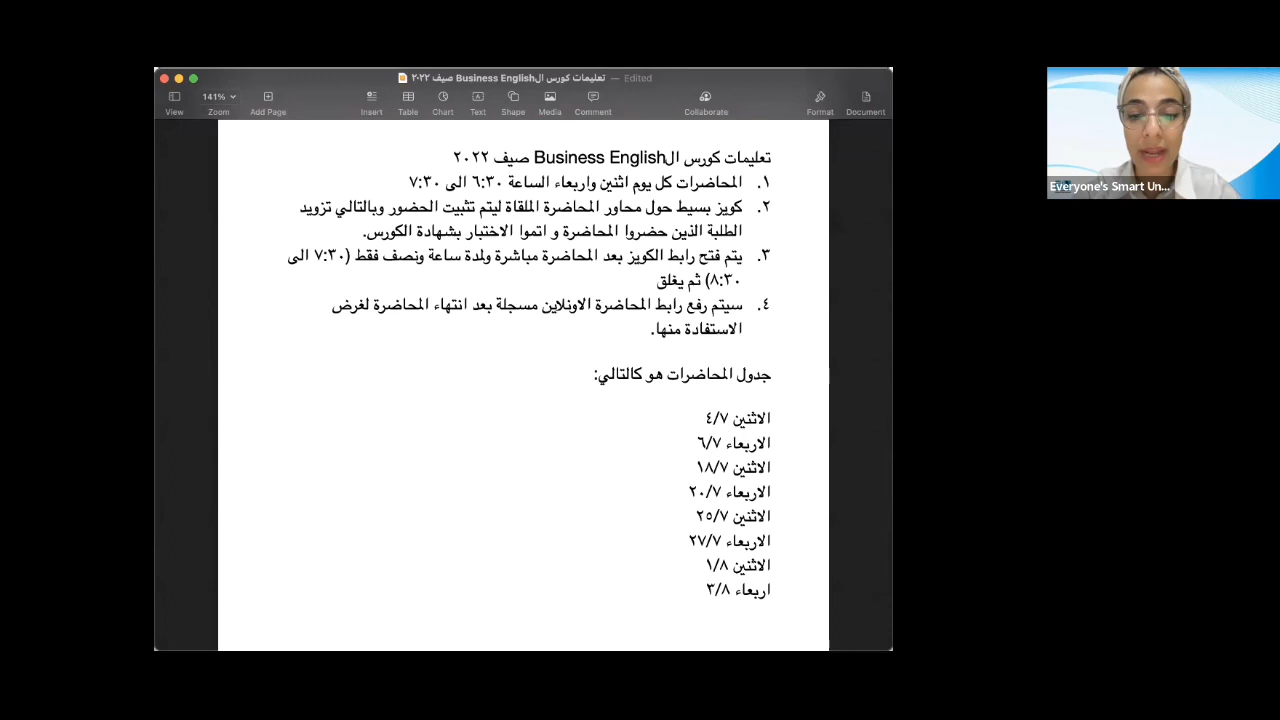 تعليمات كورس الBusiness English صيف ٢٠٢٢ — Edited
View
141%
Zoom
Add Page
Insert
Table
Chart
Text
Shape
Media
Comment
Collaborate
Format
Document
تعليمات كورس الBusiness English صيف ٢٠٢٢
١. المحاضرات كل يوم اثنين واربعاء الساعة ٦:٣٠ الى ٧:٣٠
٢. كويز بسيط حول محاور المحاضرة الملقاة ليتم تثبيت الحضور وبالتالي تزويد
الطلبة الذين حضروا المحاضرة و اتموا الاختبار بشهادة الكورس.
٣. يتم فتح رابط الكويز بعد المحاضرة مباشرة ولدة ساعة ونصف فقط (٧:٣٠ الى
٨:٣٠) ثم يغلق
٤. سيتم رفع رابط المحاضرة الاونلاين مسجلة بعد انتهاء المحاضرة لغرض
الاستفادة منها.
جدول المحاضرات هو كالتالي:
الاثنين ٤/٧
الاربعاء ٦/٧
الاثنين ١٨/٧
الاربعاء ٢٠/٧
الاثنين ٢٥/٧
الاربعاء ٢٧/٧
الاثنين ١/٨
اربعاء ٣/٨
Everyone's Smart Un...